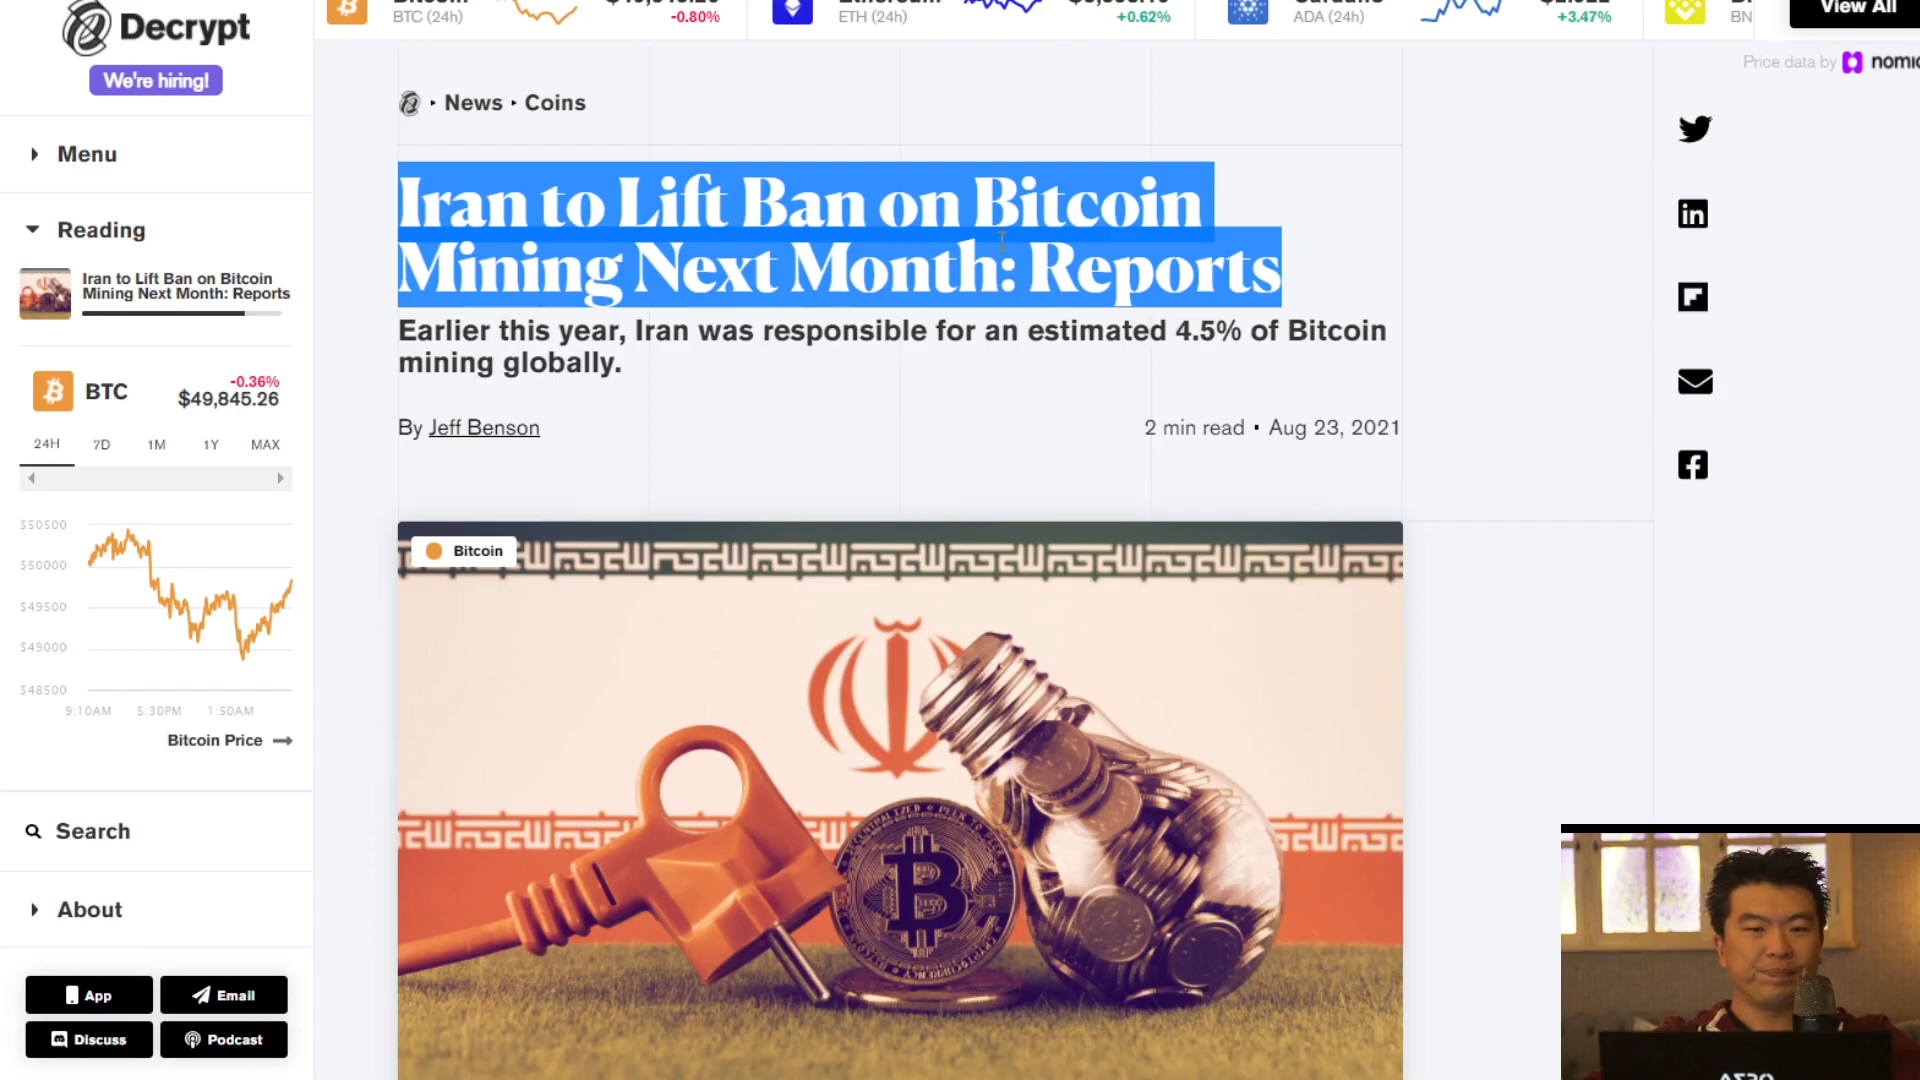 Decrypt
We're hiring!
Menu
Reading
Iran to Lift Ban on Bitcoin
Mining Next Month: Reports
BTC
-0.36%
$49,845.26
24H 7D 1M 1Y MAX
$50500
$50000
$49500
$49000
$48500
9:10AM 5:30PM 1:50AM
Bitcoin Price
Search
About
App
Email
Discuss
Podcast
BTC (24h)
-0.80%
ETH (24h)
+0.62%
ADA (24h)
+3.47%
BN
View All
Price data by
News
Coins
Iran to Lift Ban on Bitcoin
Mining Next Month: Reports
Earlier this year, Iran was responsible for an estimated 4.5% of Bitcoin
mining globally.
By Jeff Benson
2 min read • Aug 23, 2021
Bitcoin
B